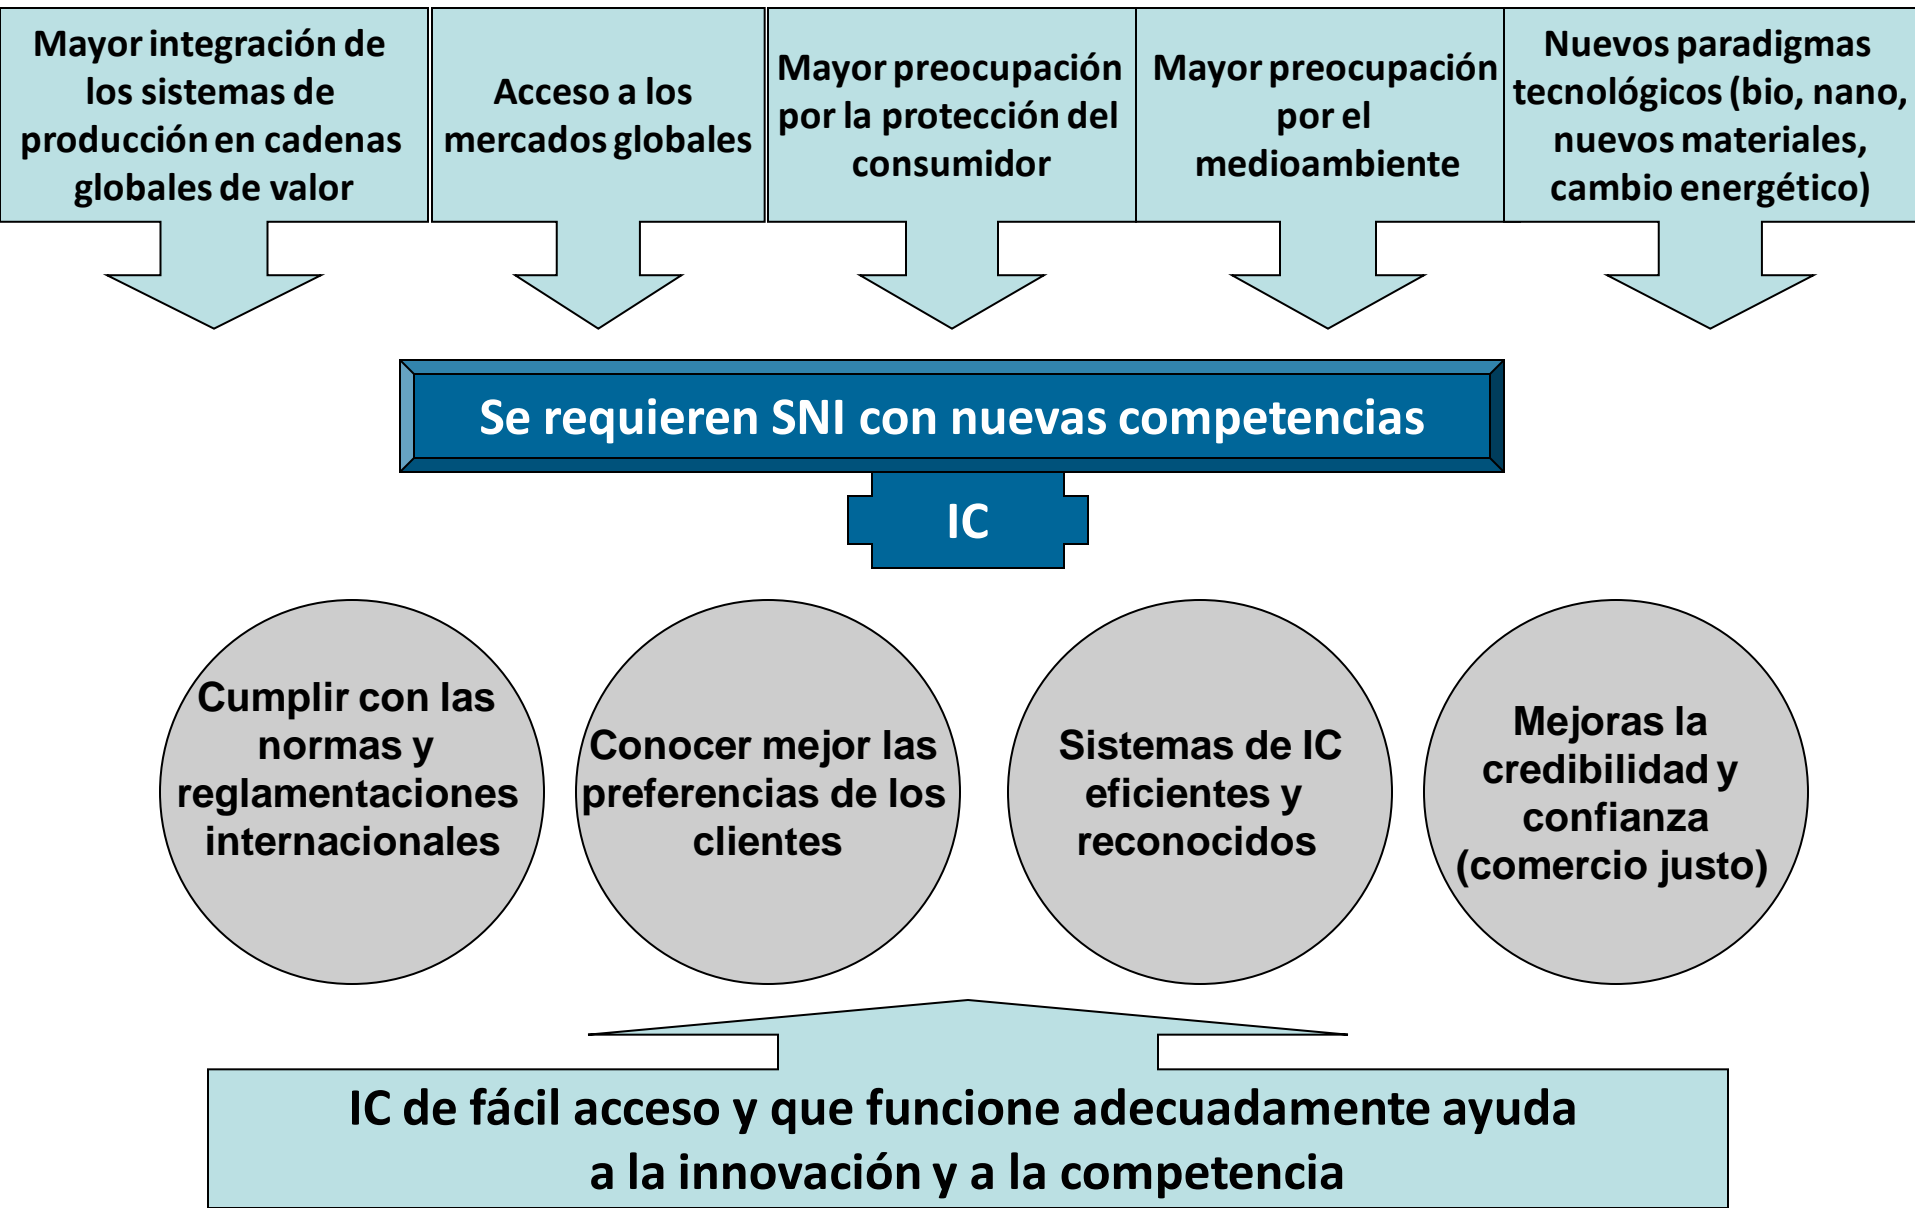 Mayor integración de
los sistemas de
producción en cadenas
globales de valor
Acceso a los
mercados globales
Mayor preocupación
por la protección del
consumidor
Mayor preocupación
por el
medioambiente
Nuevos paradigmas
tecnológicos (bio, nano,
nuevos materiales,
cambio energético)
Se requieren SNI con nuevas competencias
IC
Cumplir con las
normas y
reglamentaciones
internacionales
Conocer mejor las
preferencias de los
clientes
Sistemas de IC
eficientes y
reconocidos
Mejoras la
credibilidad y
confianza
(comercio justo)
IC de fácil acceso y que funcione adecuadamente ayuda
a la innovación y a la competencia